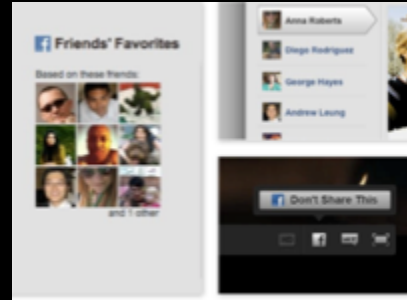 Friends' Favorites
Based on these friends:
and 1 other
Anna Roberts
Diego Rodriguez
George Hayes
Andrew Leung
Don't Share This